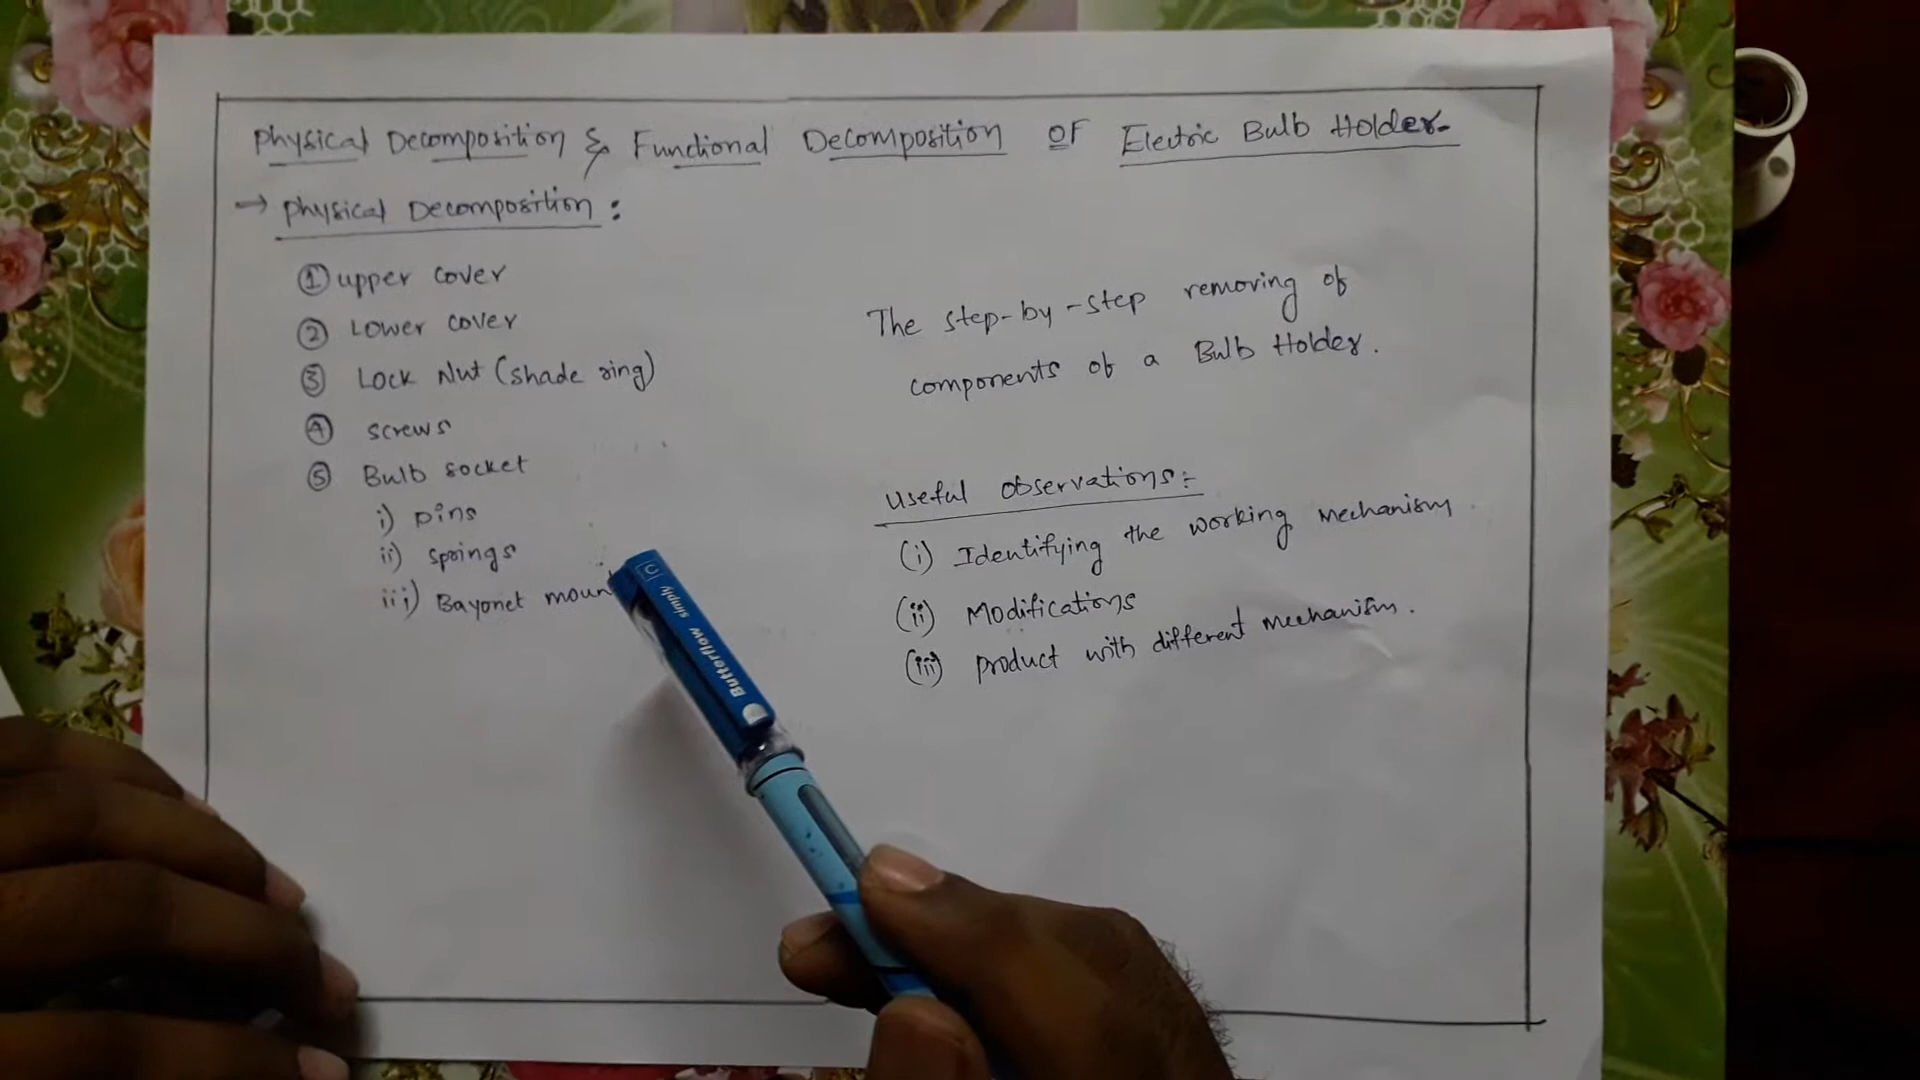 Physical Decomposition & Functional Decomposition OF Electric Bulb Holder.
→ Physical Decomposition:
① upper cover
② Lower cover
③ Lock Nut (shade ring)
④ screws
⑤ Bulb socket
i) pins
ii) springs
iii) Bayonet moun
The step-by-step removing of
components of a Bulb Holder.
Useful observations:-
(i) Identifying the working mechanism
(ii) Modifications
(iii) product with different mechanism.
C simply Butterflow